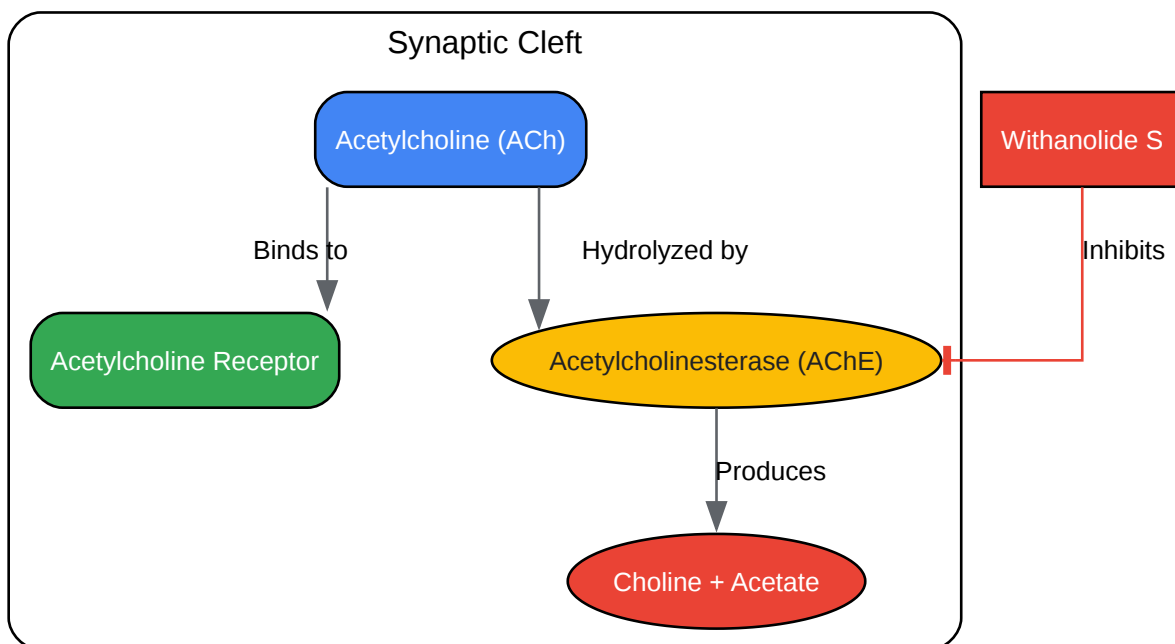 Synaptic Cleft
Acetylcholine (ACh)
Withanolide S
Binds to
Hydrolyzed by
Inhibits
Acetylcholine Receptor
Acetylcholinesterase (AChE)
Produces
Choline + Acetate